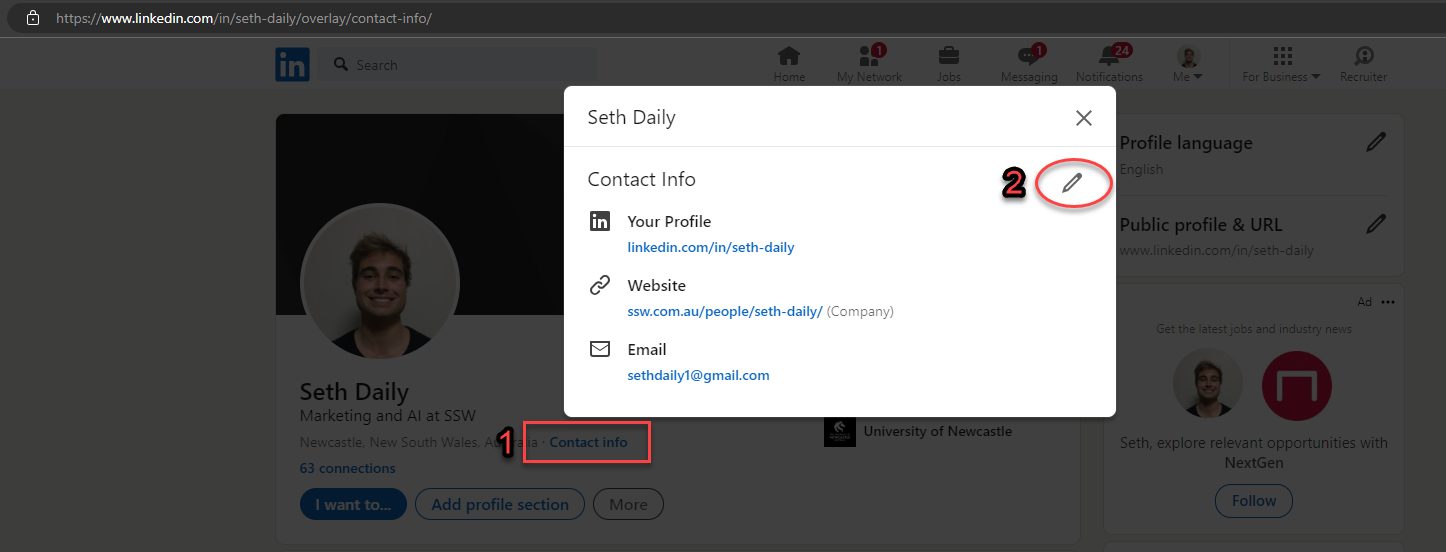 https://www.linkedin.com/in/seth-daily/overlay/contact-info/
in
Search
Home
1
My Network
Jobs
1
Messaging
24
Notifications
Me
For Business
Recruiter
Seth Daily
Contact Info
2
Your Profile
linkedin.com/in/seth-daily
Website
ssw.com.au/people/seth-daily/ (Company)
Email
sethdaily1@gmail.com
Profile language
English
Public profile & URL
www.linkedin.com/in/seth-daily
Ad
Get the latest jobs and industry news
Seth, explore relevant opportunities with
NextGen
Follow
Seth Daily
Marketing and AI at SSW
Newcastle, New South Wales, Australia · Contact info
1
63 connections
I want to...
Add profile section
More
University of Newcastle